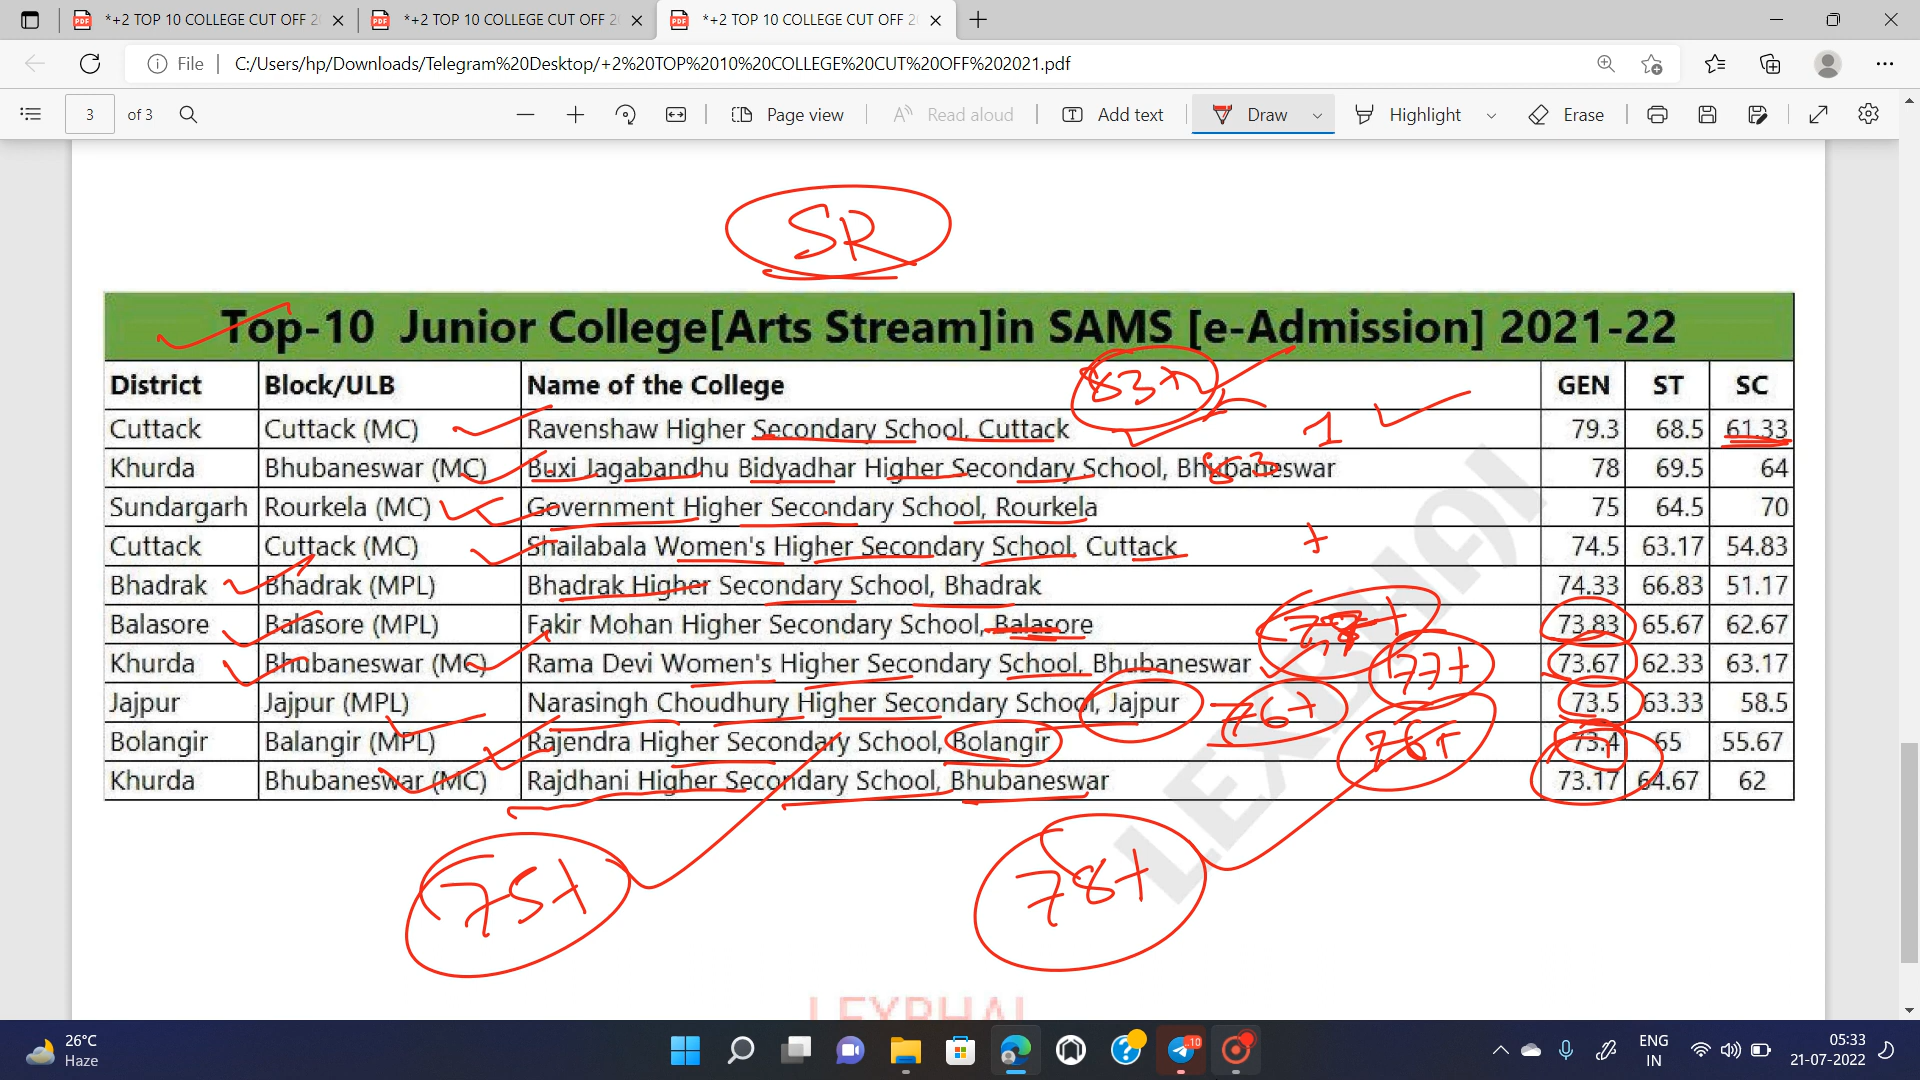 *+2 TOP 10 COLLEGE CUT OFF 2
*+2 TOP 10 COLLEGE CUT OFF 2
*+2 TOP 10 COLLEGE CUT OFF 2
File
C:/Users/hp/Downloads/Telegram%20Desktop/+2%20TOP%2010%20COLLEGE%20CUT%20OFF%202021.pdf
3 of 3 Page view Read aloud Add text Draw Highlight Erase
SR
Top-10 Junior College[Arts Stream]in SAMS [e-Admission] 2021-22
83+
District Block/ULB Name of the College GEN ST SC
Cuttack Cuttack (MC) Ravenshaw Higher Secondary School, Cuttack 1 79.3 68.5 61.33
Khurda Bhubaneswar (MC) Buxi Jagabandhu Bidyadhar Higher Secondary School, Bhubaneswar 78 69.5 64
83
Sundargarh Rourkela (MC) Government Higher Secondary School, Rourkela 75 64.5 70
Cuttack Cuttack (MC) Shailabala Women's Higher Secondary School, Cuttack + 74.5 63.17 54.83
Bhadrak Bhadrak (MPL) Bhadrak Higher Secondary School, Bhadrak 74.33 66.83 51.17
Balasore Balasore (MPL) Fakir Mohan Higher Secondary School, Balasore 73.83 65.67 62.67
Khurda Bhubaneswar (MC) Rama Devi Women's Higher Secondary School, Bhubaneswar 77+ 73.67 62.33 63.17
Jajpur Jajpur (MPL) Narasingh Choudhury Higher Secondary School, Jajpur 76+ 73.5 63.33 58.5
Bolangir Balangir (MPL) Rajendra Higher Secondary School, Bolangir 76+ 73.4 65 55.67
Khurda Bhubaneswar (MC) Rajdhani Higher Secondary School, Bhubaneswar 73.17 64.67 62
75+ 78+
LEXBHAI
LEXBHAI
26°C
Haze
10
ENG
IN
05:33
21-07-2022